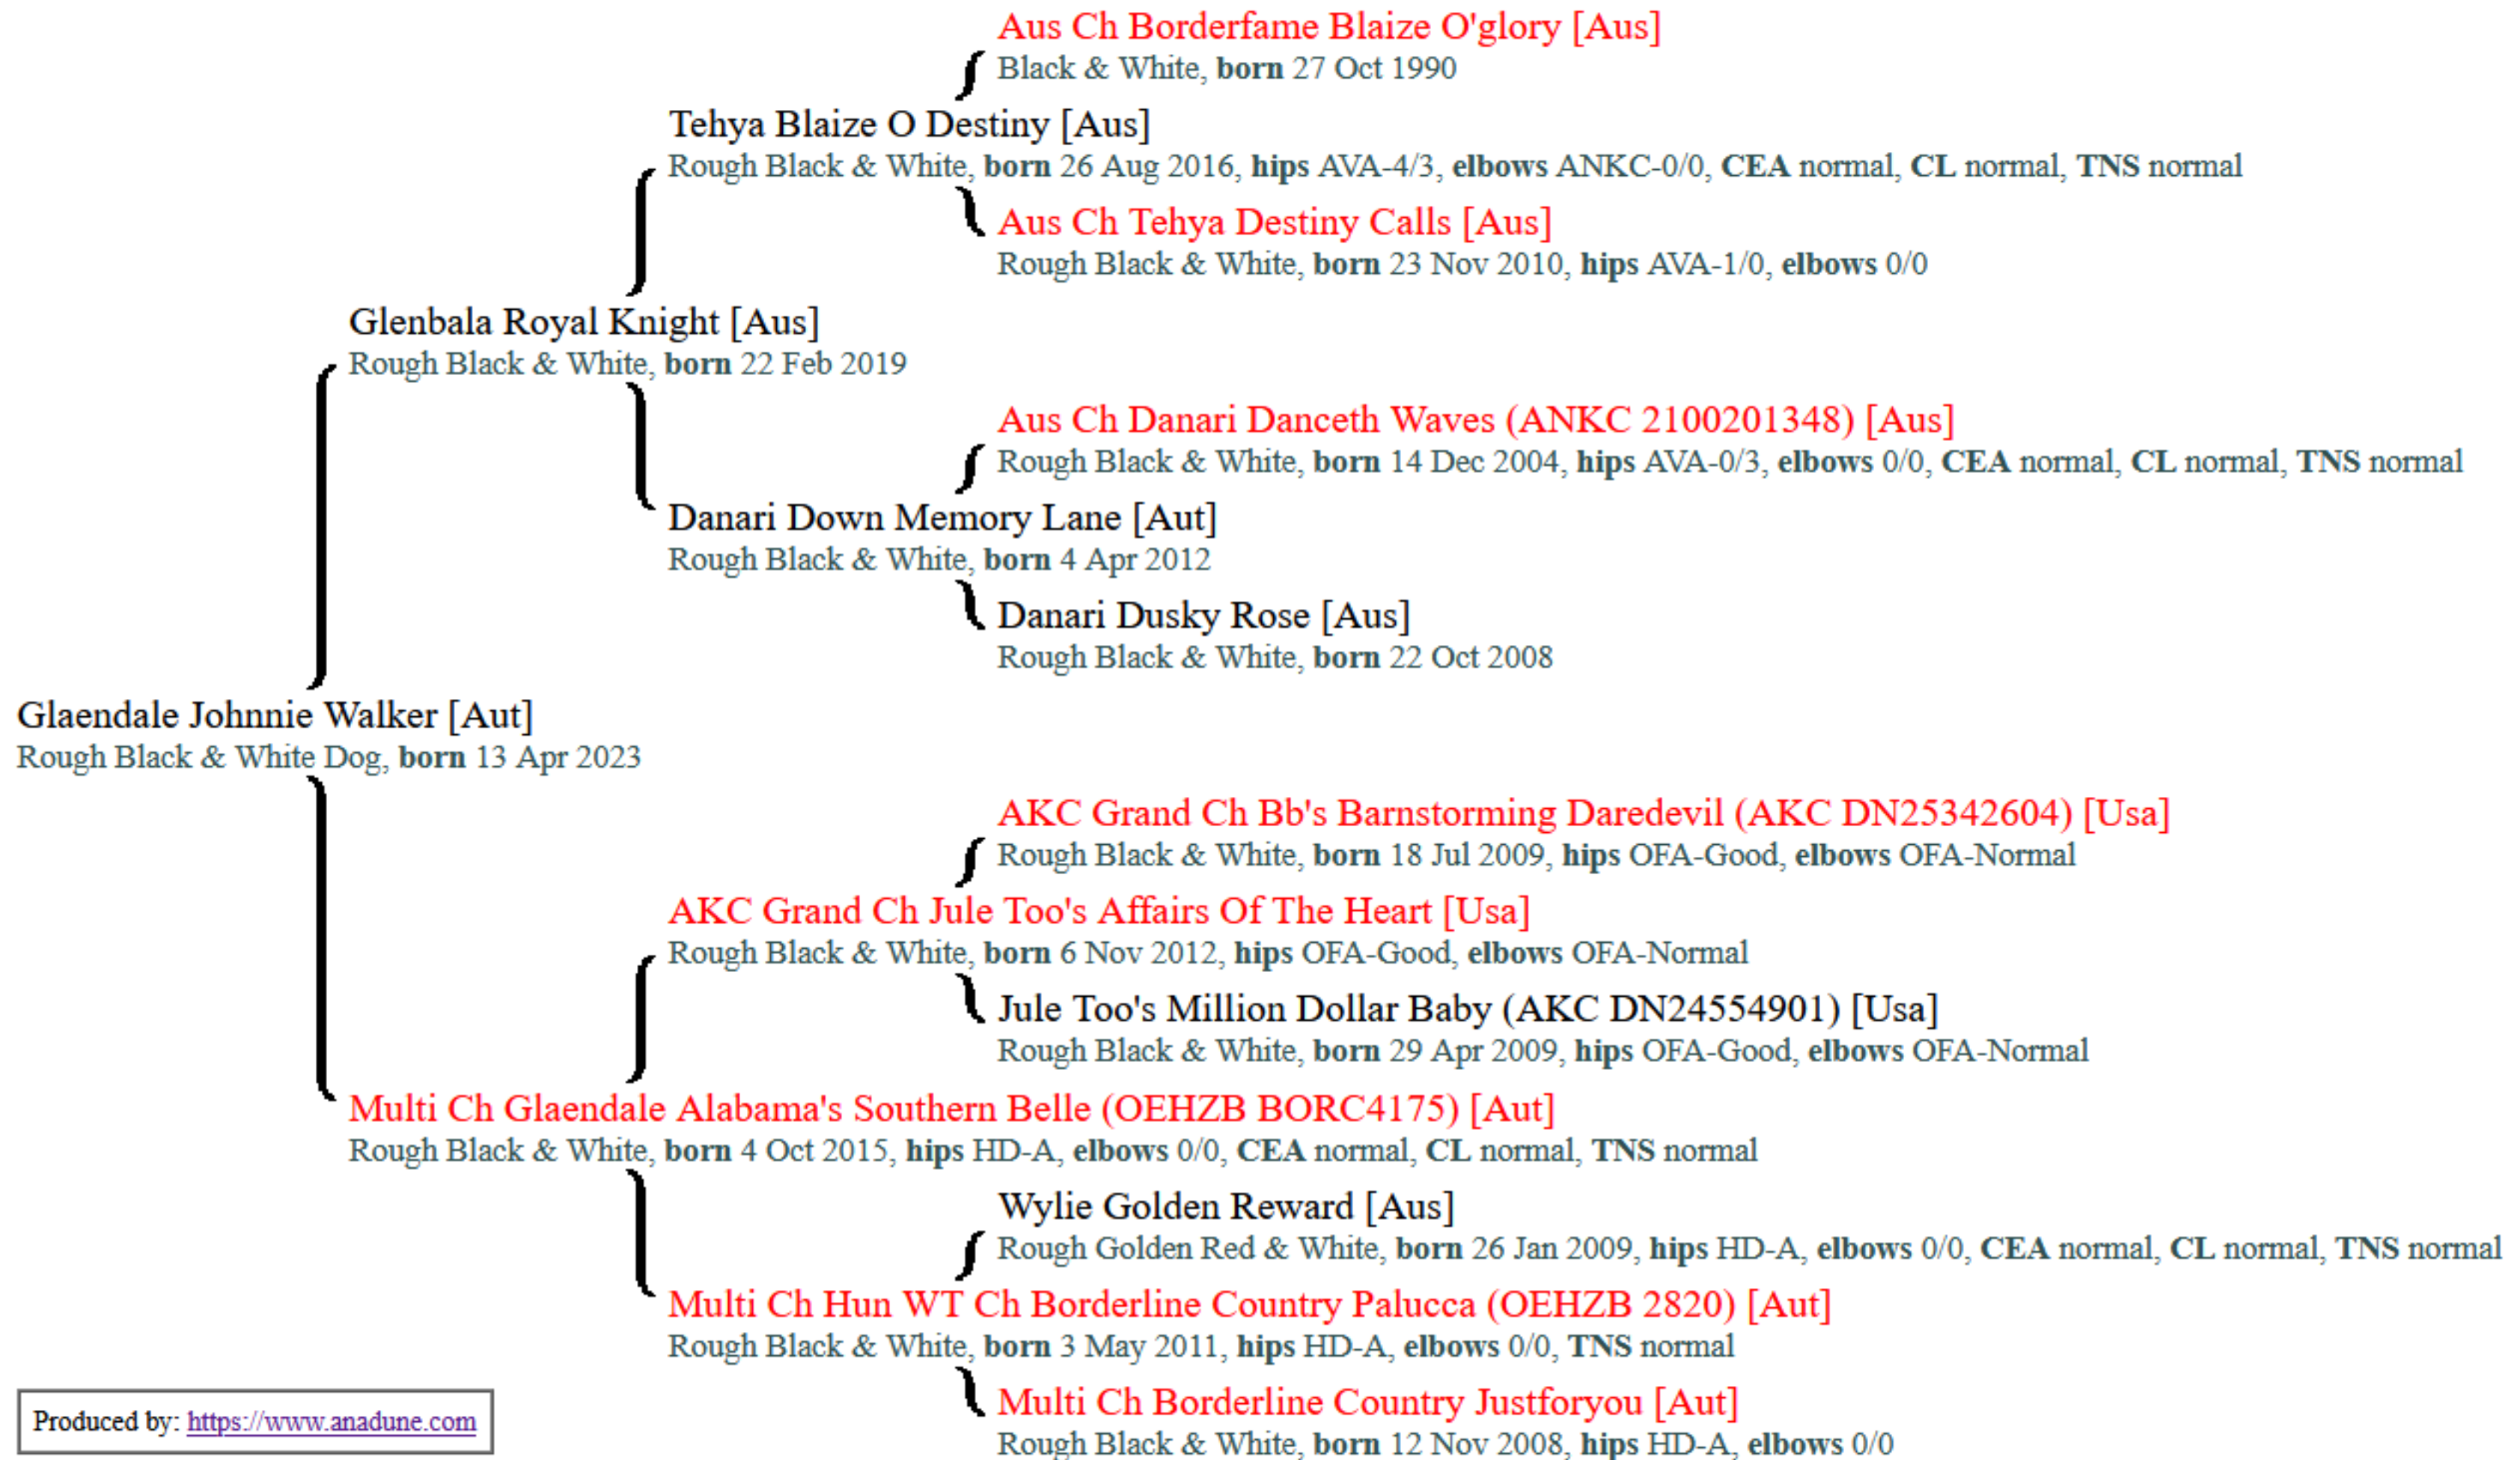 Aus Ch Borderfame Blaize O'glory [Aus]
Black & White, born 27 Oct 1990
Tehya Blaize O Destiny [Aus]
Rough Black & White, born 26 Aug 2016, hips AVA-4/3, elbows ANKC-0/0, CEA normal, CL normal, TNS normal
Aus Ch Tehya Destiny Calls [Aus]
Rough Black & White, born 23 Nov 2010, hips AVA-1/0, elbows 0/0
Glenbala Royal Knight [Aus]
Rough Black & White, born 22 Feb 2019
Aus Ch Danari Danceth Waves (ANKC 2100201348) [Aus]
Rough Black & White, born 14 Dec 2004, hips AVA-0/3, elbows 0/0, CEA normal, CL normal, TNS normal
Danari Down Memory Lane [Aut]
Rough Black & White, born 4 Apr 2012
Danari Dusky Rose [Aus]
Rough Black & White, born 22 Oct 2008
Glaendale Johnnie Walker [Aut]
Rough Black & White Dog, born 13 Apr 2023
AKC Grand Ch Bb's Barnstorming Daredevil (AKC DN25342604) [Usa]
Rough Black & White, born 18 Jul 2009, hips OFA-Good, elbows OFA-Normal
AKC Grand Ch Jule Too's Affairs Of The Heart [Usa]
Rough Black & White, born 6 Nov 2012, hips OFA-Good, elbows OFA-Normal
Jule Too's Million Dollar Baby (AKC DN24554901) [Usa]
Rough Black & White, born 29 Apr 2009, hips OFA-Good, elbows OFA-Normal
Multi Ch Glaendale Alabama's Southern Belle (OEHZB BORC4175) [Aut]
Rough Black & White, born 4 Oct 2015, hips HD-A, elbows 0/0, CEA normal, CL normal, TNS normal
Wylie Golden Reward [Aus]
Rough Golden Red & White, born 26 Jan 2009, hips HD-A, elbows 0/0, CEA normal, CL normal, TNS normal
Multi Ch Hun WT Ch Borderline Country Palucca (OEHZB 2820) [Aut]
Rough Black & White, born 3 May 2011, hips HD-A, elbows 0/0, TNS normal
Multi Ch Borderline Country Justforyou [Aut]
Rough Black & White, born 12 Nov 2008, hips HD-A, elbows 0/0
Produced by: https://www.anadune.com